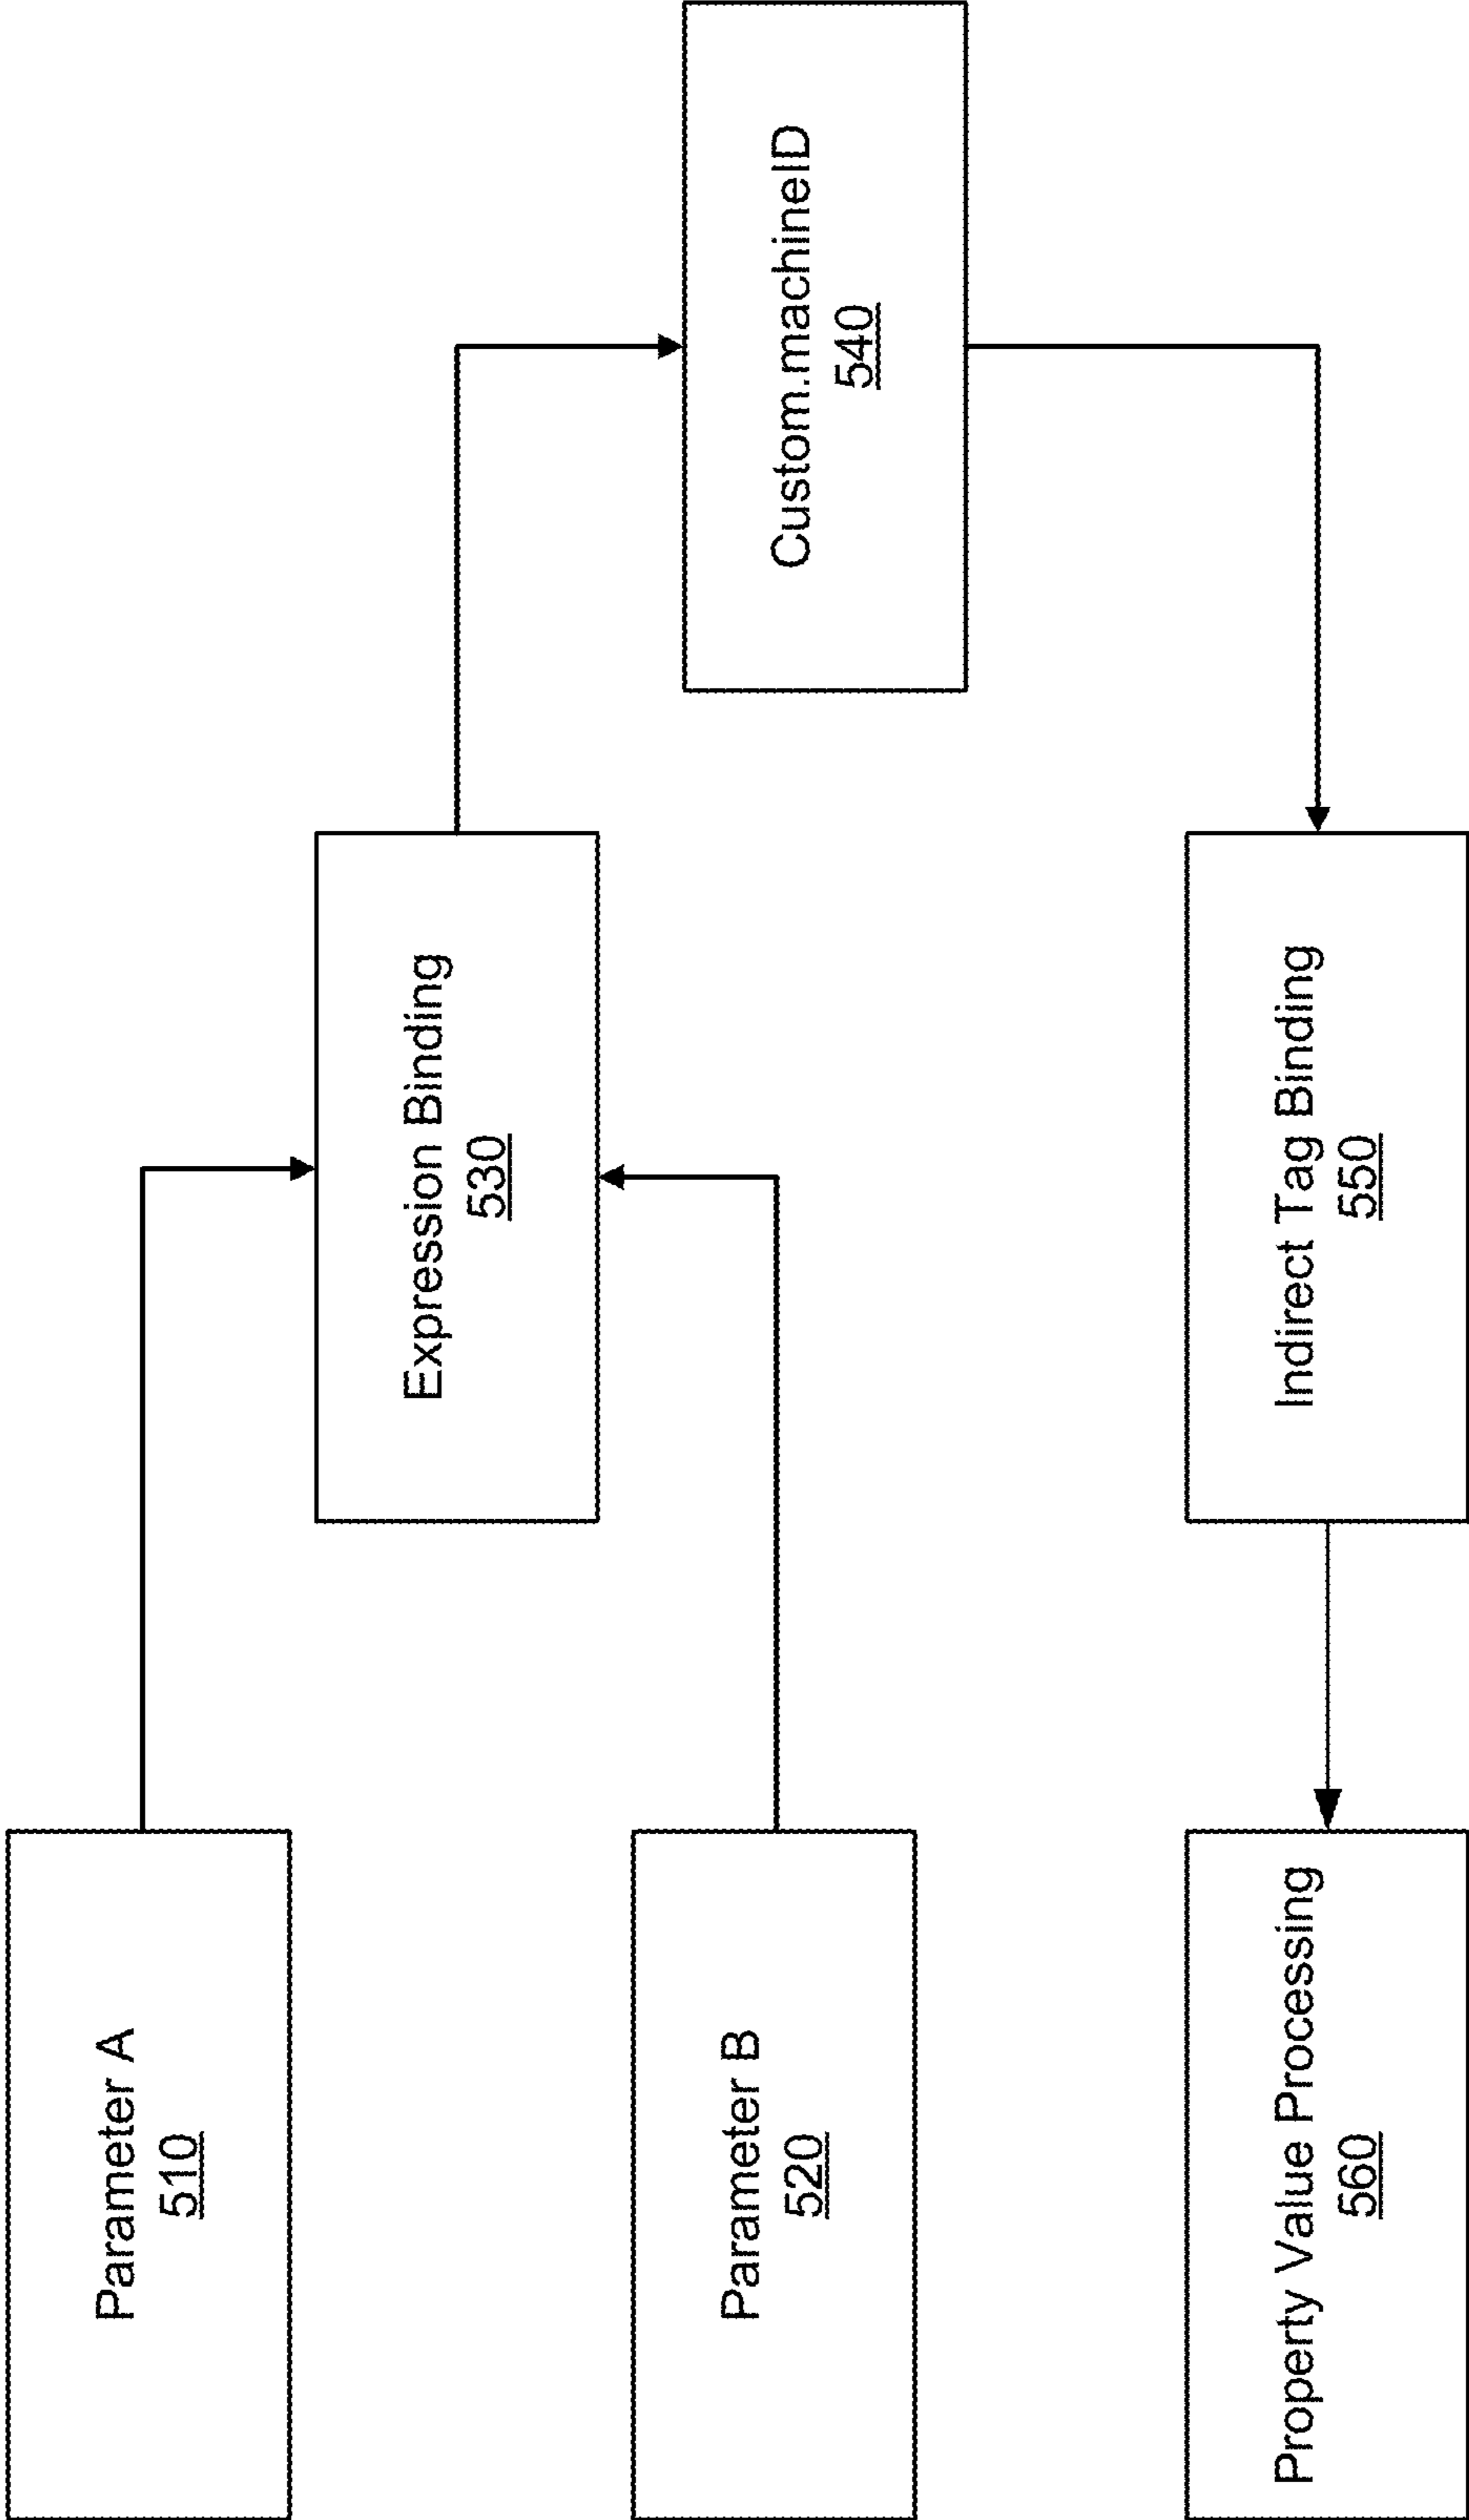 Parameter A
510
Expression Binding
530
Parameter B
520
Custom.machineID
540
Property Value Processing
560
Indirect Tag Binding
550